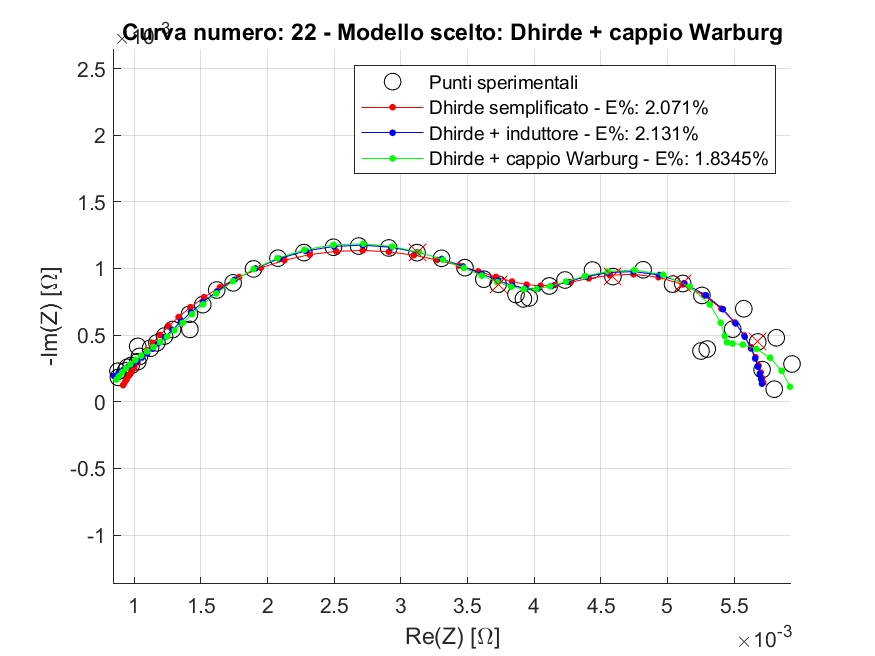 Curva numero: 22 - Modello scelto: Dhirde + cappio Warburg
×10-3
Punti sperimentali
Dhirde semplificato - E%: 2.071%
Dhirde + induttore - E%: 2.131%
Dhirde + cappio Warburg - E%: 1.8345%
2.5
2
1.5
1
0.5
0
-0.5
-1
-Im(Z) [Ω]
1 1.5 2 2.5 3 3.5 4 4.5 5 5.5
Re(Z) [Ω]
×10-3